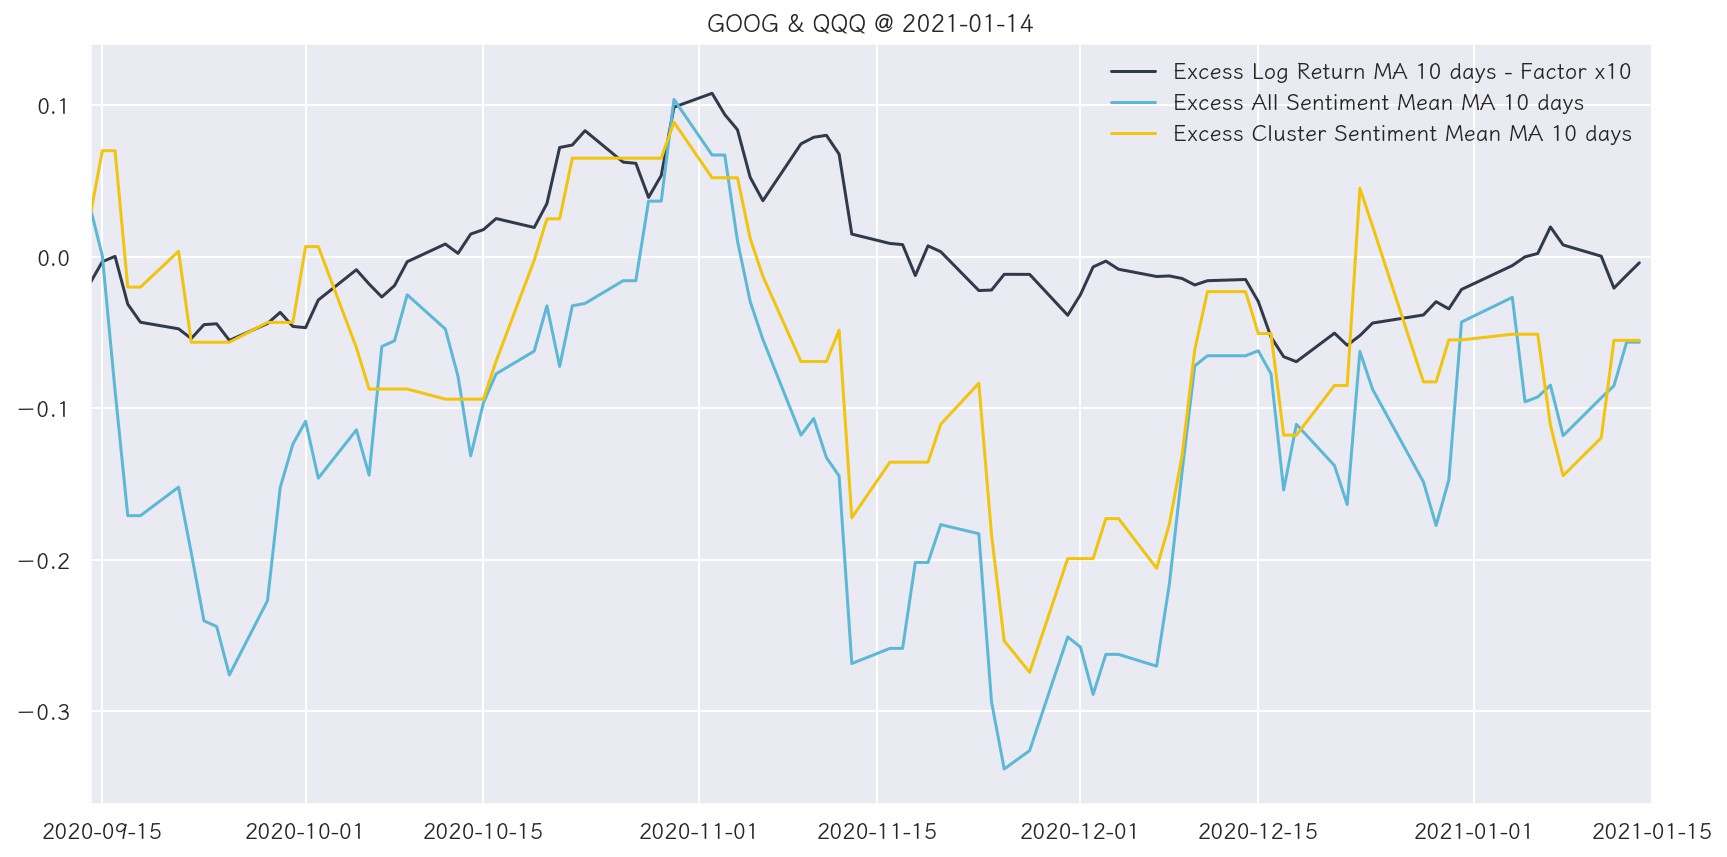 GOOG & QQQ @ 2021-01-14
Excess Log Return MA 10 days - Factor x10
Excess All Sentiment Mean MA 10 days
Excess Cluster Sentiment Mean MA 10 days
0.1
0.0
−0.1
−0.2
−0.3
2020-09-15 2020-10-01 2020-10-15 2020-11-01 2020-11-15 2020-12-01 2020-12-15 2021-01-01 2021-01-15